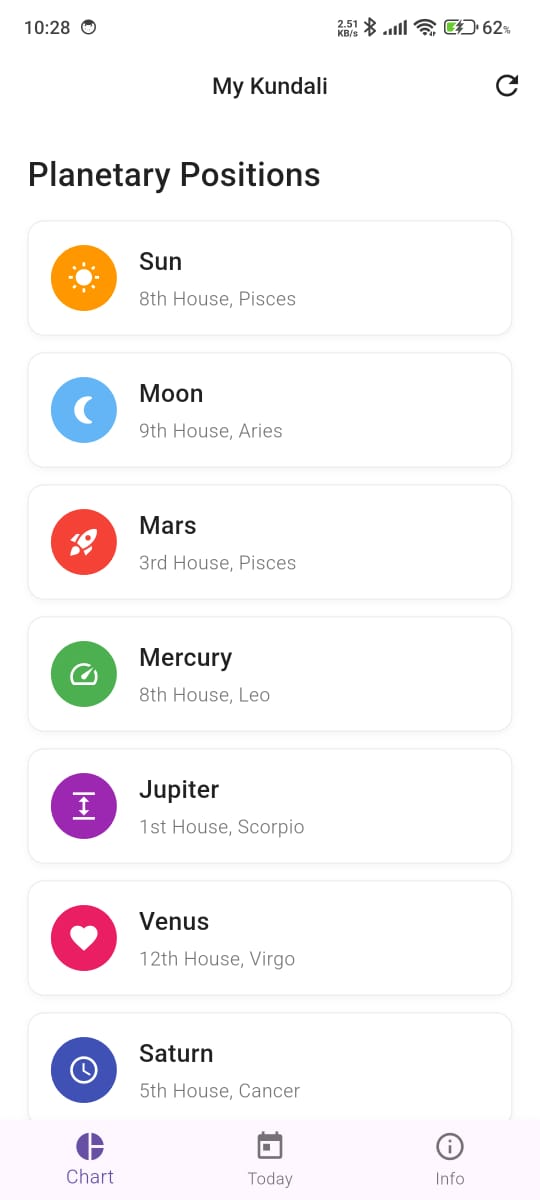 10:28 2.51 KB/s 62%
My Kundali
Planetary Positions
Sun
8th House, Pisces
Moon
9th House, Aries
Mars
3rd House, Pisces
Mercury
8th House, Leo
Jupiter
1st House, Scorpio
Venus
12th House, Virgo
Saturn
5th House, Cancer
Chart Today Info